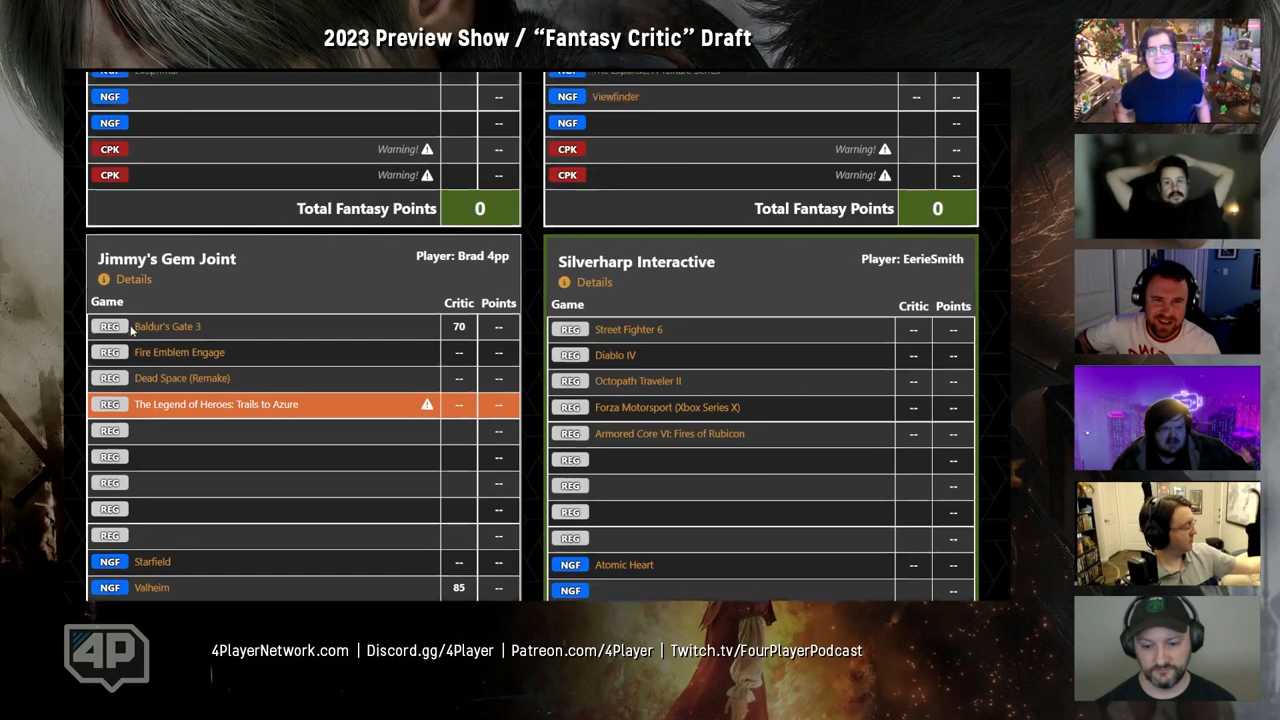 2023 Preview Show / “Fantasy Critic” Draft
NGF
NGF
NGF --
NGF Viewfinder -- --
NGF --
NGF --
CPK Warning! --
CPK Warning! --
CPK Warning! --
CPK Warning! --
Total Fantasy Points 0
Total Fantasy Points 0
Jimmy's Gem Joint Player: Brad 4pp
Details
Game Critic Points
REG Baldur's Gate 3 70 --
REG Fire Emblem Engage -- --
REG Dead Space (Remake) -- --
REG The Legend of Heroes: Trails to Azure -- --
REG --
REG --
REG --
REG --
REG --
NGF Starfield -- --
NGF Valheim 85 --
Silverharp Interactive Player: EerieSmith
Details
Game Critic Points
REG Street Fighter 6 -- --
REG Diablo IV -- --
REG Octopath Traveler II -- --
REG Forza Motorsport (Xbox Series X) -- --
REG Armored Core VI: Fires of Rubicon -- --
REG --
REG --
REG --
REG --
NGF Atomic Heart -- --
NGF --
4P
4PlayerNetwork.com | Discord.gg/4Player | Patreon.com/4Player | Twitch.tv/FourPlayerPodcast